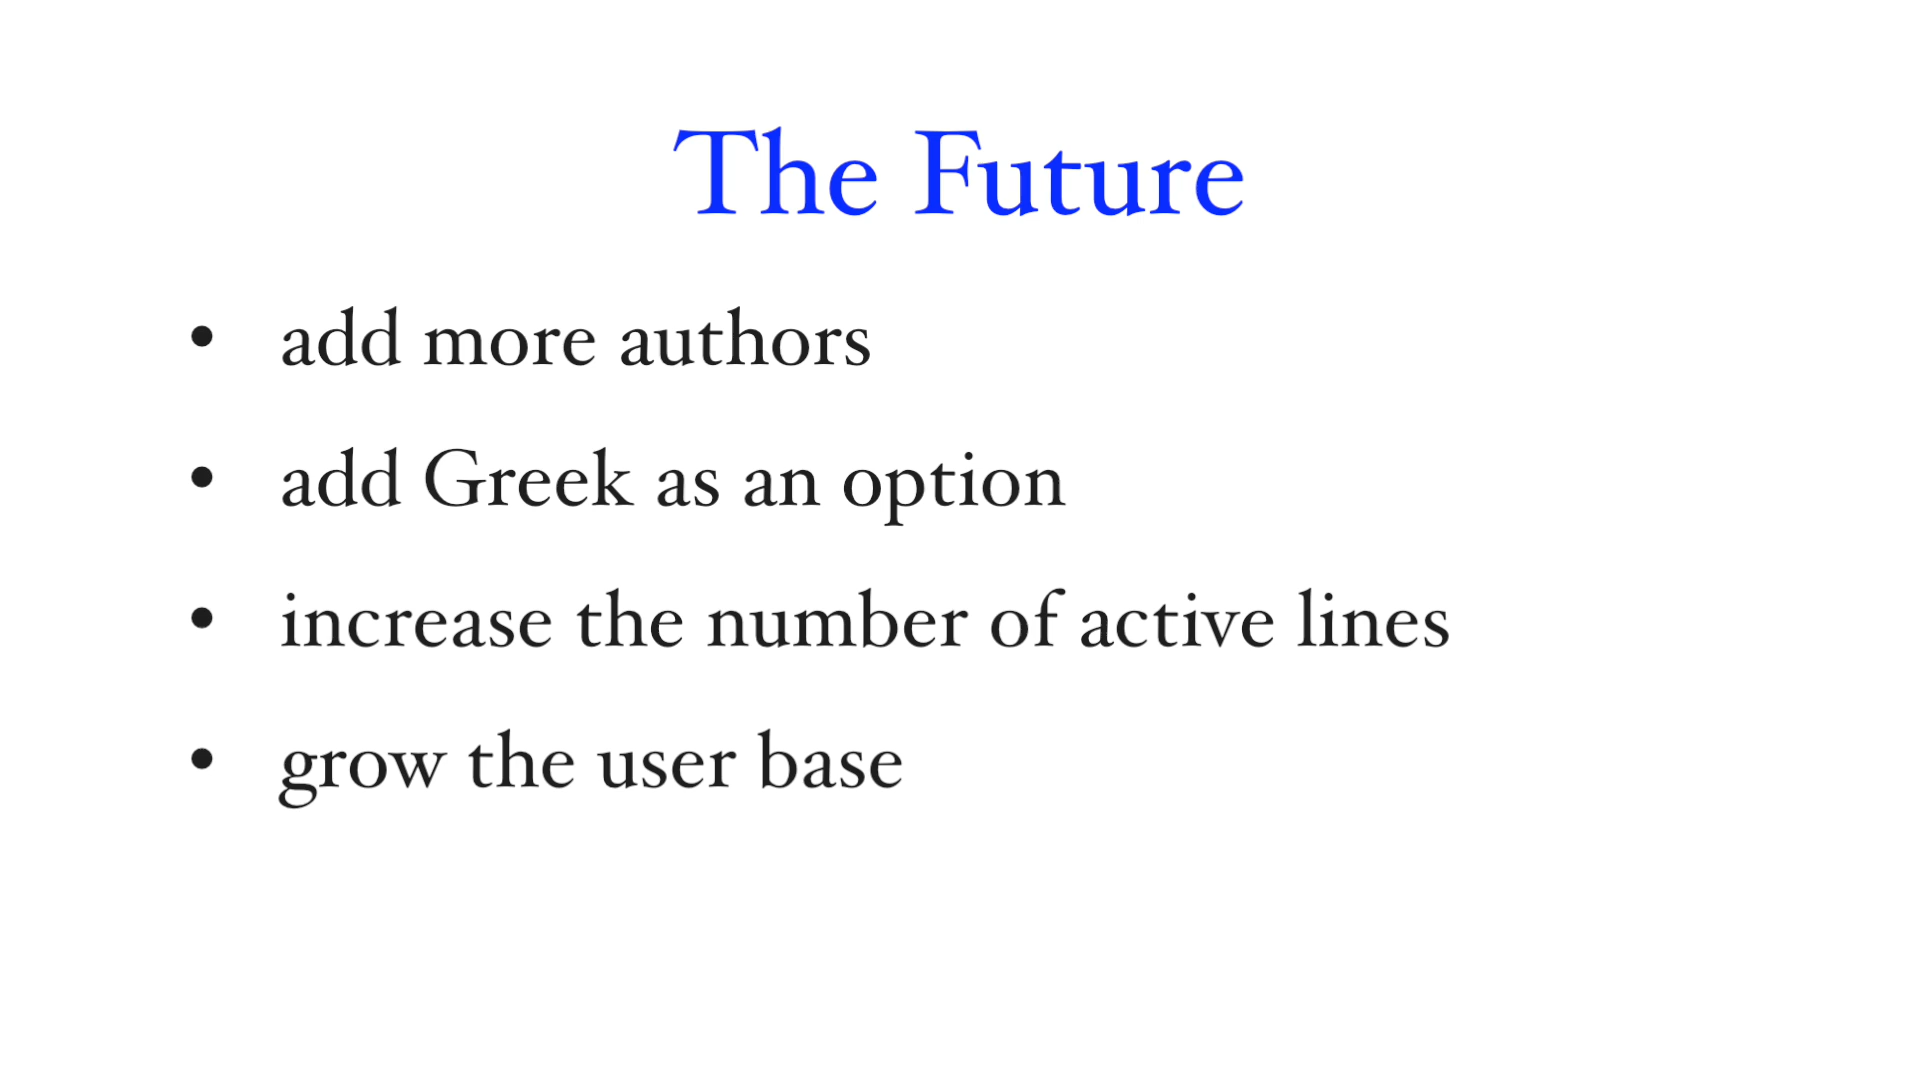 The Future
• add more authors
• add Greek as an option
• increase the number of active lines
• grow the user base